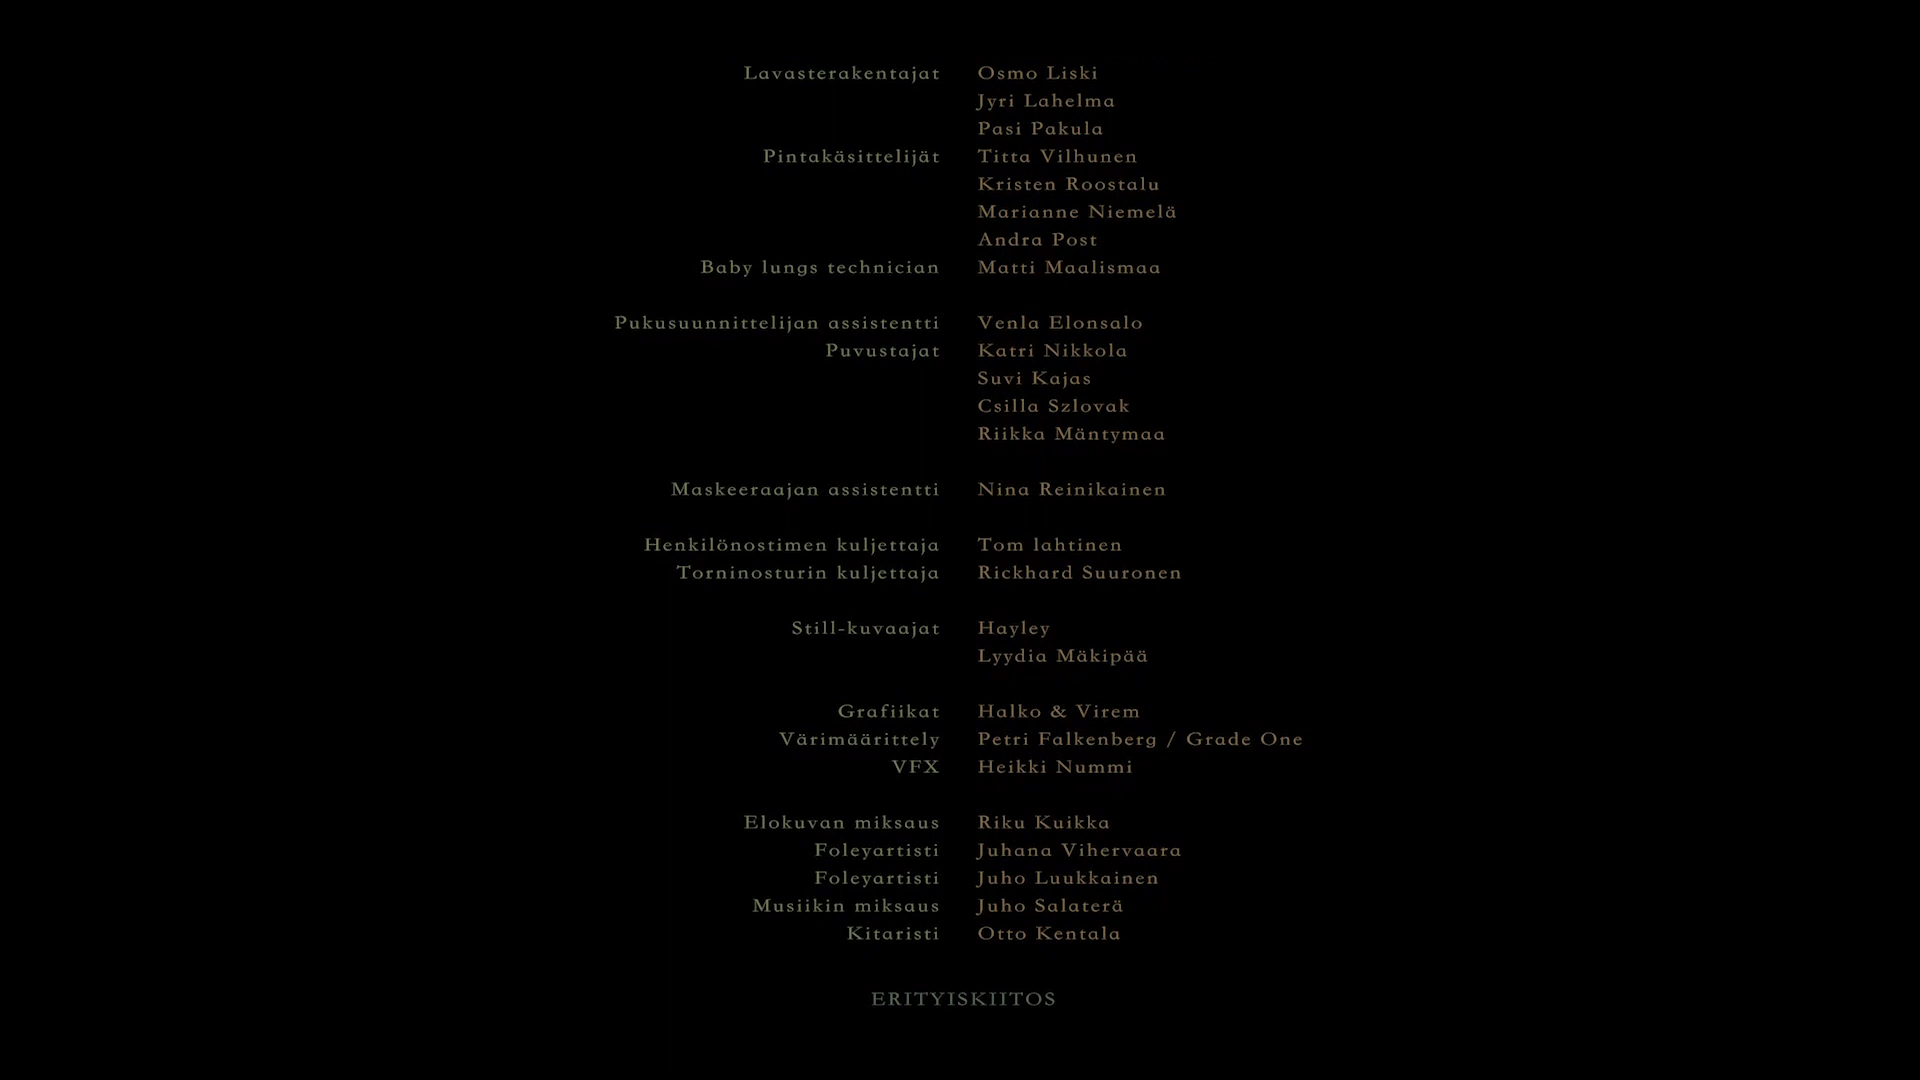 Lavasterakentajat Osmo Liski
Jyri Lahelma
Pasi Pakula
Pintakäsittelijät Titta Vilhunen
Kristen Roostalu
Marianne Niemelä
Andra Post
Baby lungs technician Matti Maalismaa
Pukusuunnittelijan assistentti Venla Elonsalo
Puvustajat Katri Nikkola
Suvi Kajas
Csilla Szlovak
Riikka Mäntymaa
Maskeeraajan assistentti Nina Reinikainen
Henkilönostimen kuljettaja Tom lahtinen
Torninosturin kuljettaja Rickhard Suuronen
Still-kuvaajat Hayley
Lyydia Mäkipää
Grafiikat Halko & Virem
Värimäärittely Petri Falkenberg / Grade One
VFX Heikki Nummi
Elokuvan miksaus Riku Kuikka
Foleyartisti Juhana Vihervaara
Foleyartisti Juho Luukkainen
Musiikin miksaus Juho Salaterä
Kitaristi Otto Kentala
ERITYISKIITOS